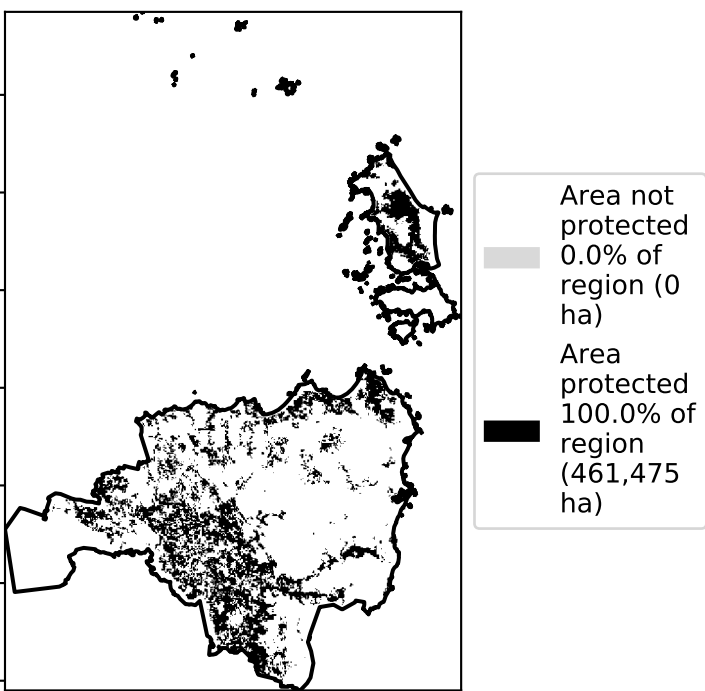 Area not
protected
0.0% of
region (0
ha)
Area
protected
100.0% of
region
(461,475
ha)